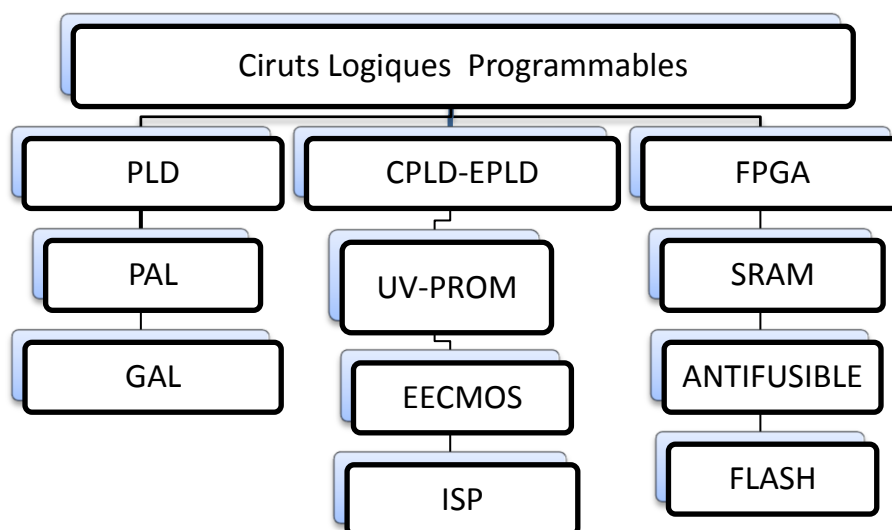 Ciruts Logiques Programmables
PLD
CPLD-EPLD
FPGA
PAL
UV-PROM
SRAM
GAL
EECMOS
ANTIFUSIBLE
ISP
FLASH